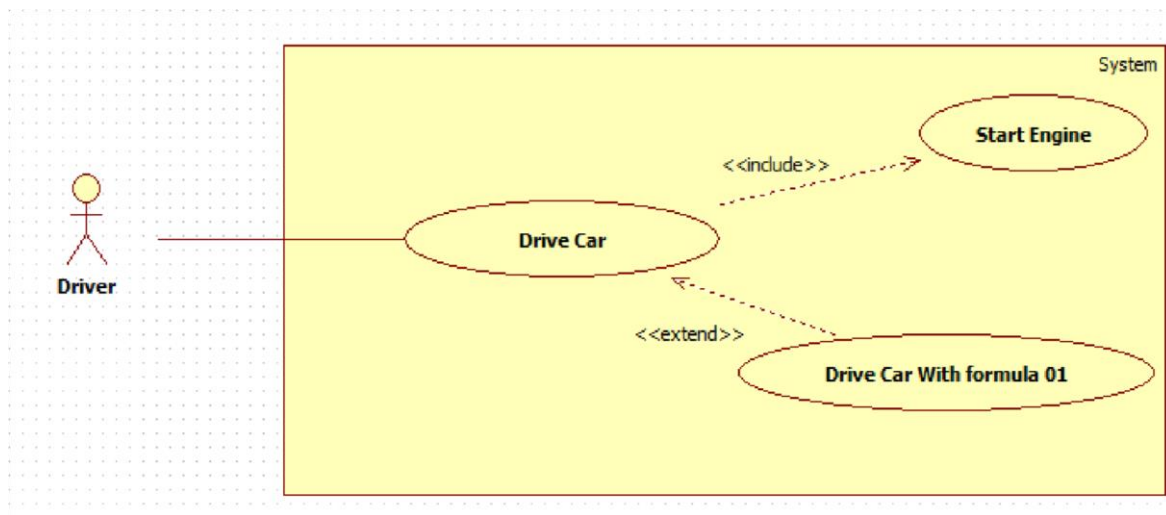 System
Start Engine
<<include>>
Drive Car
Driver
<<extend>>
Drive Car With formula 01